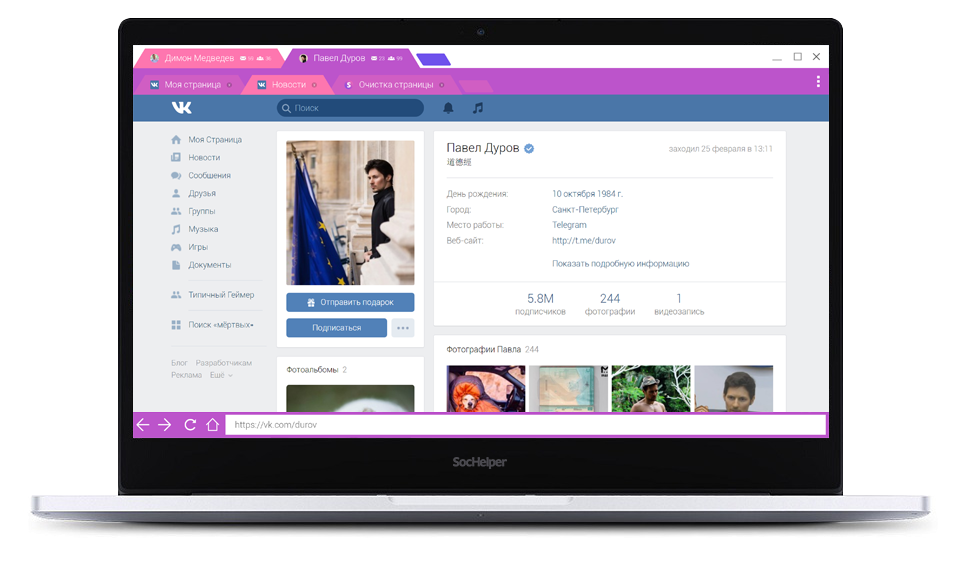 Димон Медведев
Павел Дуров
Моя страница
Новости
Очистка страницы
Поиск
Моя Страница
Новости
Сообщения
Друзья
Группы
Музыка
Игры
Документы
Типичный Геймер
Поиск «мёртвых»
Блог Разработчикам
Реклама Ещё
Отправить подарок
Подписаться
Фотоальбомы 2
Павел Дуров
заходил 25 февраля в 13:11
道德經
День рождения: 10 октября 1984 г.
Город: Санкт-Петербург
Место работы: Telegram
Веб-сайт: http://t.me/durov
Показать подробную информацию
5.8M 244 1
подписчиков фотографии видеозапись
Фотографии Павла 244
https://vk.com/durov
SocHelper